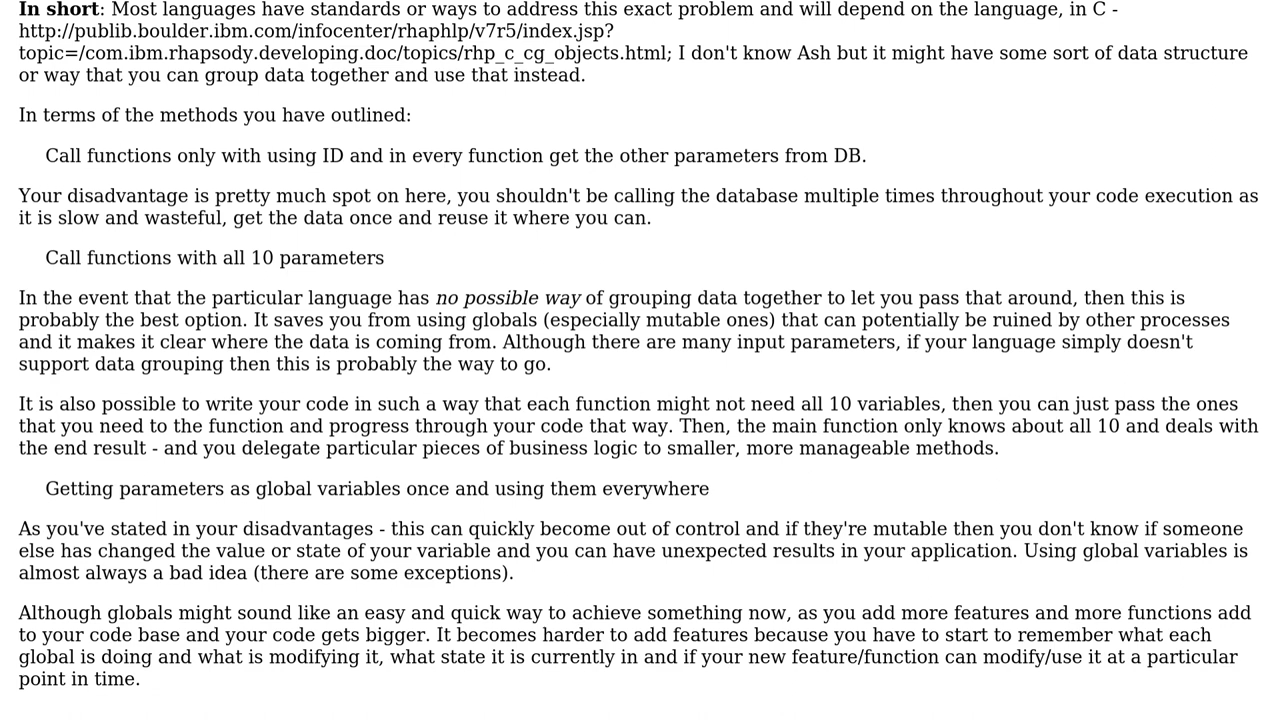 In short: Most languages have standards or ways to address this exact problem and will depend on the language, in C -
http://publib.boulder.ibm.com/infocenter/rhaphlp/v7r5/index.jsp?
topic=/com.ibm.rhapsody.developing.doc/topics/rhp_c_cg_objects.html; I don't know Ash but it might have some sort of data structure
or way that you can group data together and use that instead.
In terms of the methods you have outlined:
Call functions only with using ID and in every function get the other parameters from DB.
Your disadvantage is pretty much spot on here, you shouldn't be calling the database multiple times throughout your code execution as
it is slow and wasteful, get the data once and reuse it where you can.
Call functions with all 10 parameters
In the event that the particular language has no possible way of grouping data together to let you pass that around, then this is
probably the best option. It saves you from using globals (especially mutable ones) that can potentially be ruined by other processes
and it makes it clear where the data is coming from. Although there are many input parameters, if your language simply doesn't
support data grouping then this is probably the way to go.
It is also possible to write your code in such a way that each function might not need all 10 variables, then you can just pass the ones
that you need to the function and progress through your code that way. Then, the main function only knows about all 10 and deals with
the end result - and you delegate particular pieces of business logic to smaller, more manageable methods.
Getting parameters as global variables once and using them everywhere
As you've stated in your disadvantages - this can quickly become out of control and if they're mutable then you don't know if someone
else has changed the value or state of your variable and you can have unexpected results in your application. Using global variables is
almost always a bad idea (there are some exceptions).
Although globals might sound like an easy and quick way to achieve something now, as you add more features and more functions add
to your code base and your code gets bigger. It becomes harder to add features because you have to start to remember what each
global is doing and what is modifying it, what state it is currently in and if your new feature/function can modify/use it at a particular
point in time.